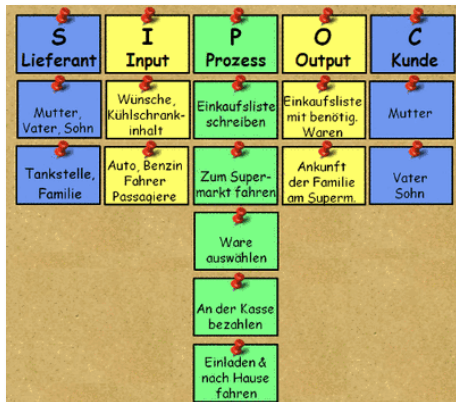 S I P O C
Lieferant Input Prozess Output Kunde
Mutter,
Vater, Sohn
Wünsche,
Kühlschrank-
inhalt
Einkaufsliste
schreiben
Einkaufsliste
mit benötig.
Waren
Mutter
Tankstelle,
Familie
Auto, Benzin
Fahrer
Passagiere
Zum Super-
markt fahren
Ankunft
der Familie
am Superm.
Vater
Sohn
Ware
auswählen
An der Kasse
bezahlen
Einladen &
nach Hause
fahren